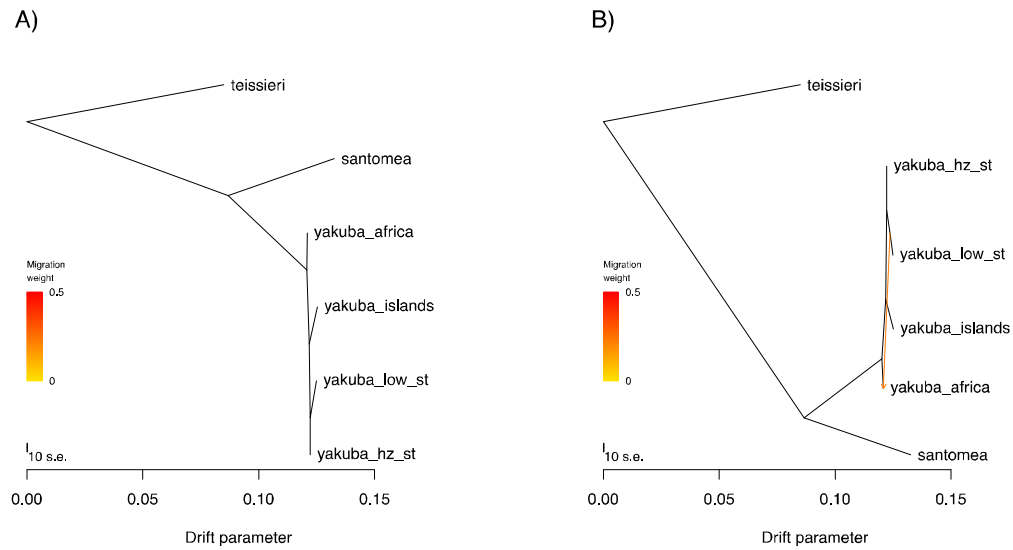 A)
teissieri
santomea
yakuba_africa
Migration
weight
0.5
yakuba_islands
0
yakuba_low_st
10 s.e.
yakuba_hz_st
0.00 0.05 0.10 0.15
Drift parameter
B)
teissieri
yakuba_hz_st
yakuba_low_st
Migration
weight
0.5
yakuba_islands
0
yakuba_africa
10 s.e.
santomea
0.00 0.05 0.10 0.15
Drift parameter